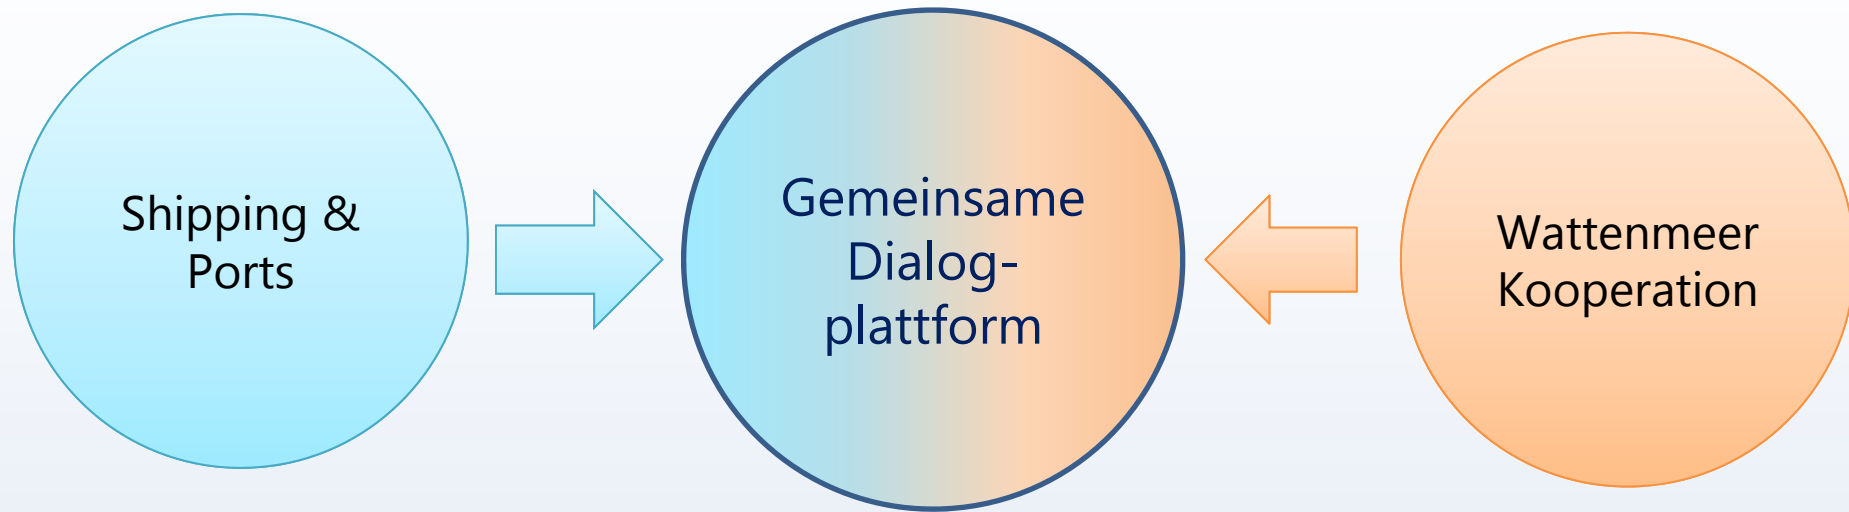 Shipping &
Ports
Gemeinsame
Dialog-
plattform
Wattenmeer
Kooperation